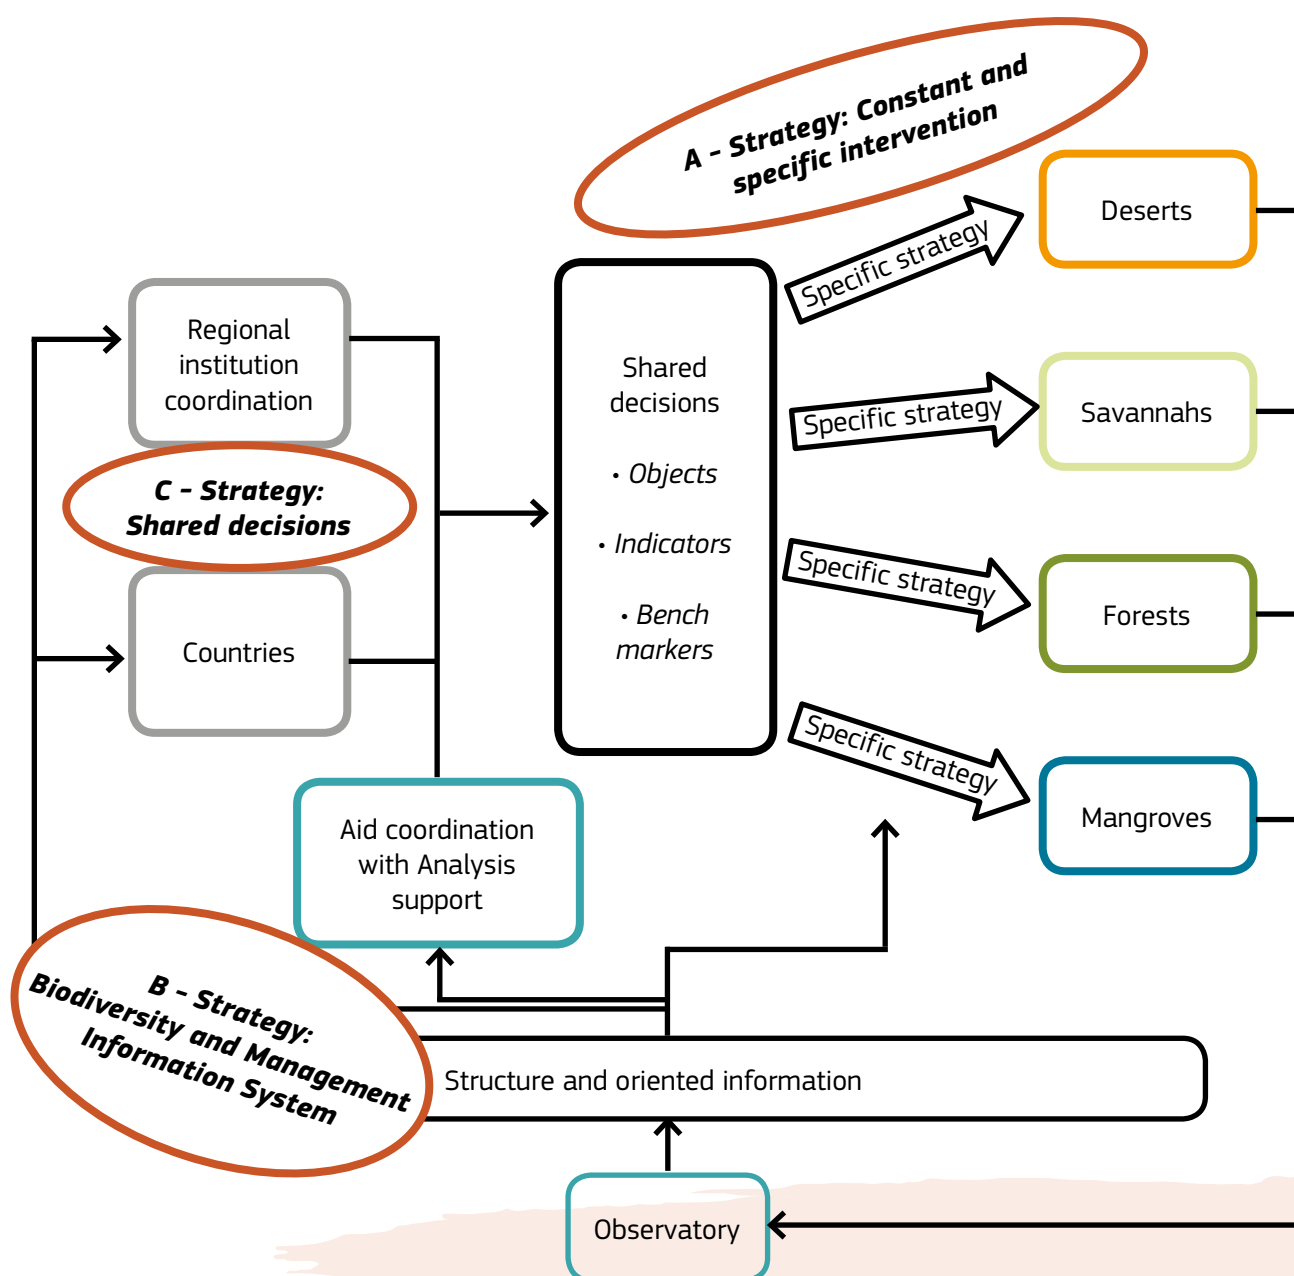 A - Strategy: Constant and
specific intervention
Deserts
Specific strategy
Regional
institution
coordination
Shared
decisions
• Objects
• Indicators
• Bench
markers
Specific strategy
Savannahs
C - Strategy:
Shared decisions
Specific strategy
Forests
Countries
Specific strategy
Mangroves
Aid coordination
with Analysis
support
B - Strategy:
Biodiversity and Management
Information System
Structure and oriented information
Observatory